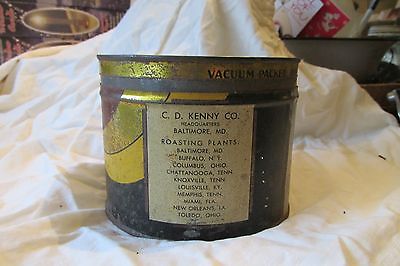 VACUUM PACKED
C. D. KENNY CO.
HEADQUARTERS
BALTIMORE, MD.
ROASTING PLANTS:
BALTIMORE, MD.
BUFFALO, N. Y.
COLUMBUS, OHIO.
CHATTANOOGA, TENN.
KNOXVILLE, TENN.
LOUISVILLE, KY.
MEMPHIS, TENN.
MIAMI, FLA.
NEW ORLEANS, LA.
TOLEDO, OHIO.